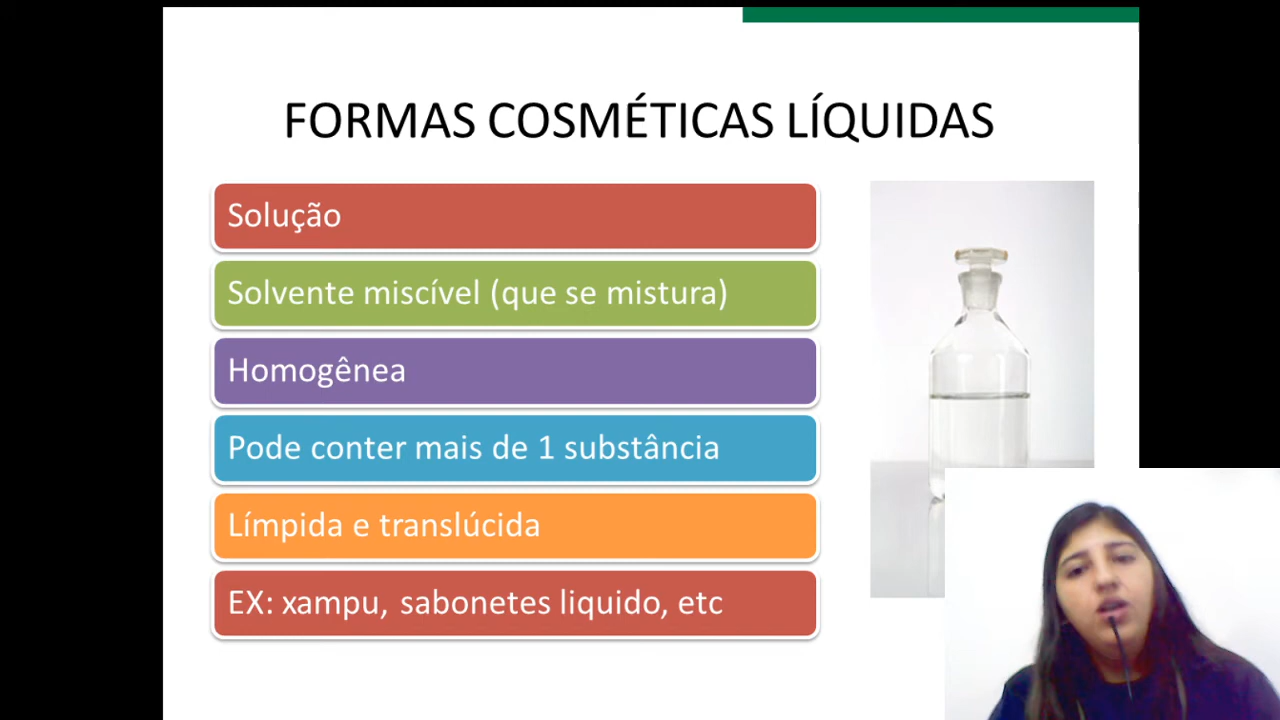 FORMAS COSMÉTICAS LÍQUIDAS
Solução
Solvente miscível (que se mistura)
Homogênea
Pode conter mais de 1 substância
Límpida e translúcida
EX: xampu, sabonetes liquido, etc